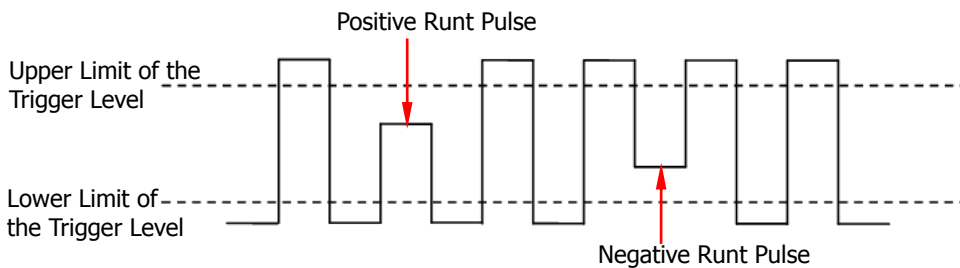 Positive Runt Pulse
Upper Limit of the
Trigger Level
Lower Limit of
the Trigger Level
Negative Runt Pulse